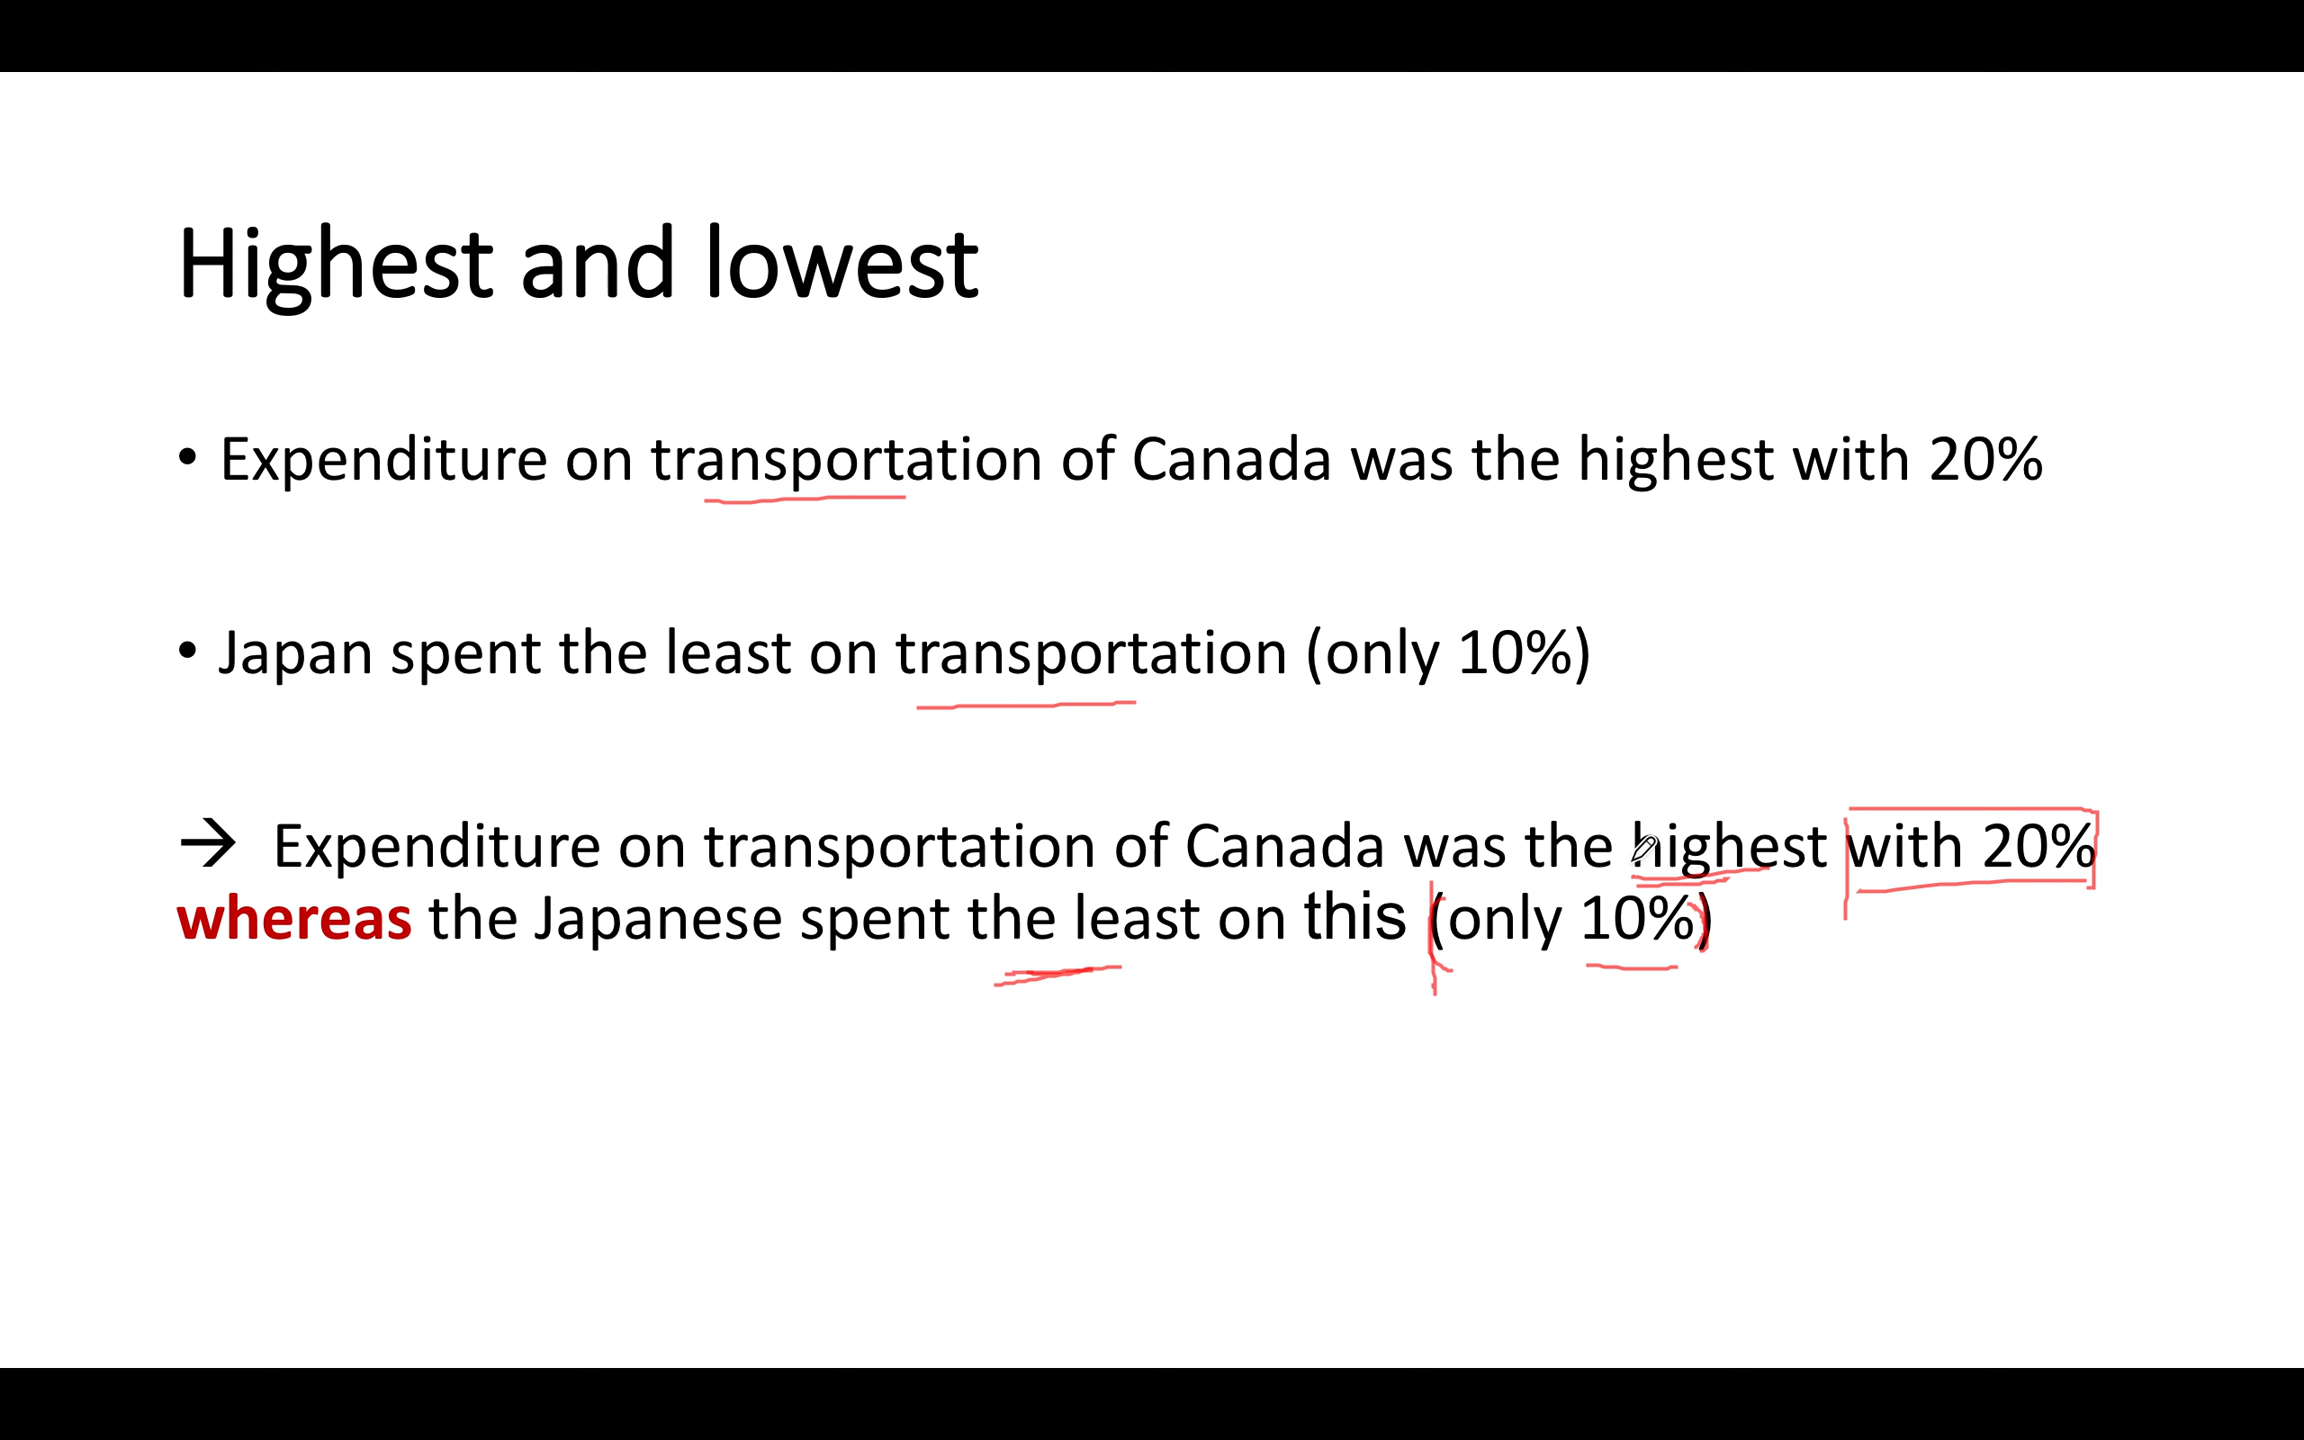 Highest and lowest
• Expenditure on transportation of Canada was the highest with 20%
• Japan spent the least on transportation (only 10%)
→ Expenditure on transportation of Canada was the highest with 20%
whereas the Japanese spent the least on this (only 10%)